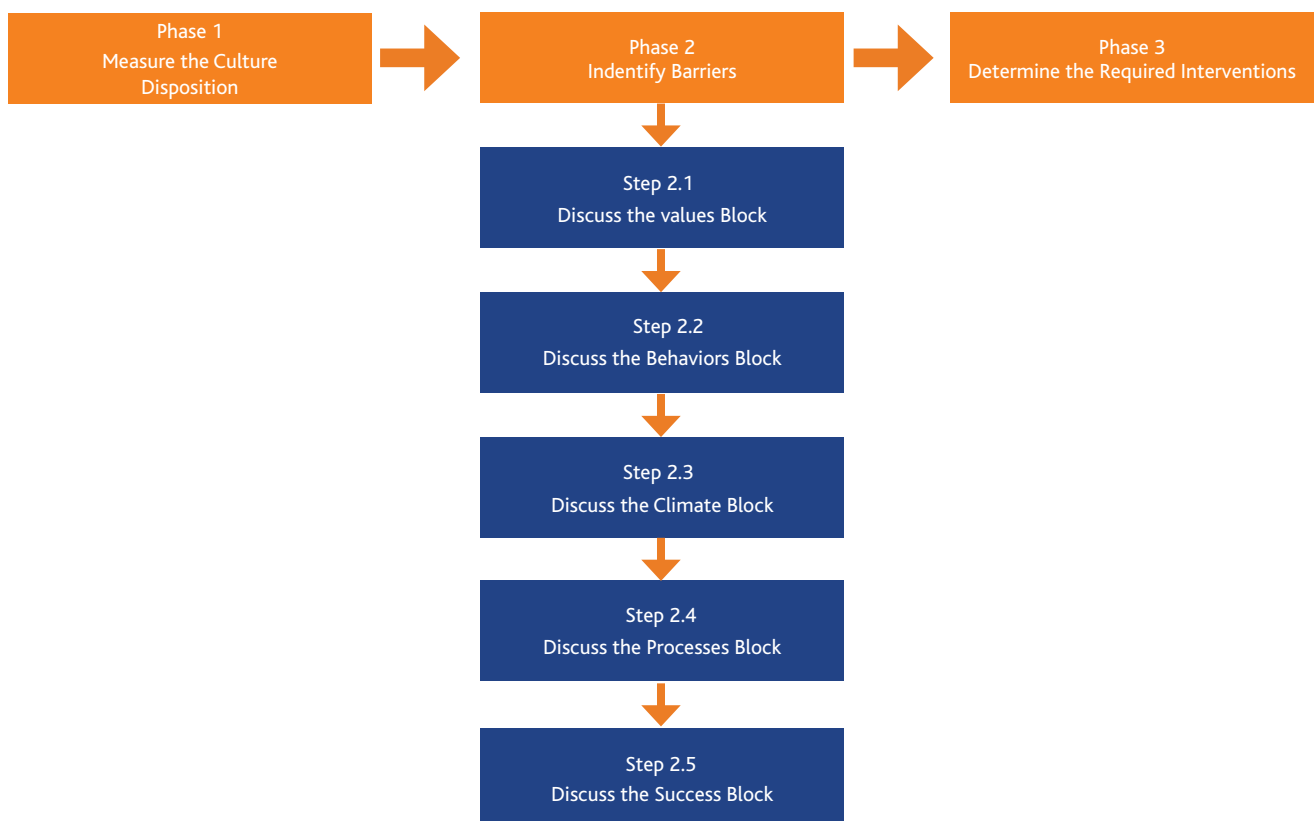 Phase 1
Measure the Culture
Disposition
Phase 2
Indentify Barriers
Phase 3
Determine the Required Interventions
Step 2.1
Discuss the values Block
Step 2.2
Discuss the Behaviors Block
Step 2.3
Discuss the Climate Block
Step 2.4
Discuss the Processes Block
Step 2.5
Discuss the Success Block